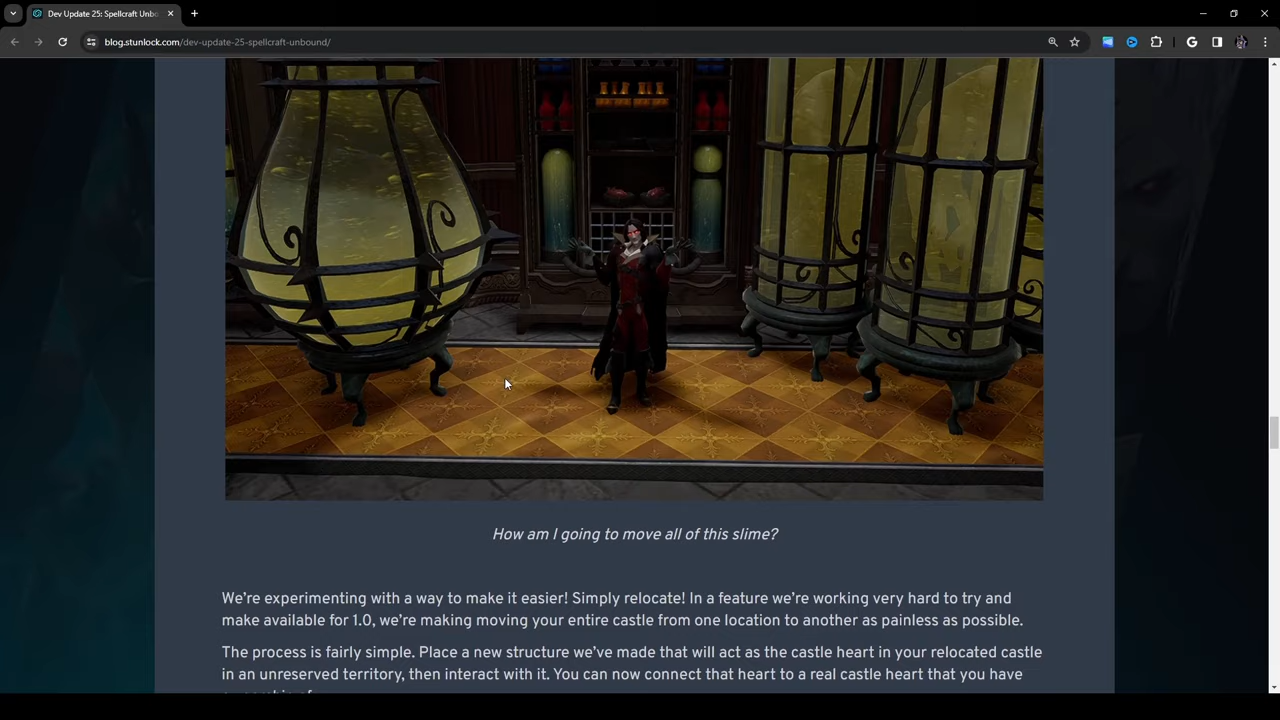 Dev Update 25: Spellcraft Unbo
blog.stunlock.com/dev-update-25-spellcraft-unbound/
How am I going to move all of this slime?
We're experimenting with a way to make it easier! Simply relocate! In a feature we're working very hard to try and
make available for 1.0, we're making moving your entire castle from one location to another as painless as possible.
The process is fairly simple. Place a new structure we've made that will act as the castle heart in your relocated castle
in an unreserved territory, then interact with it. You can now connect that heart to a real castle heart that you have